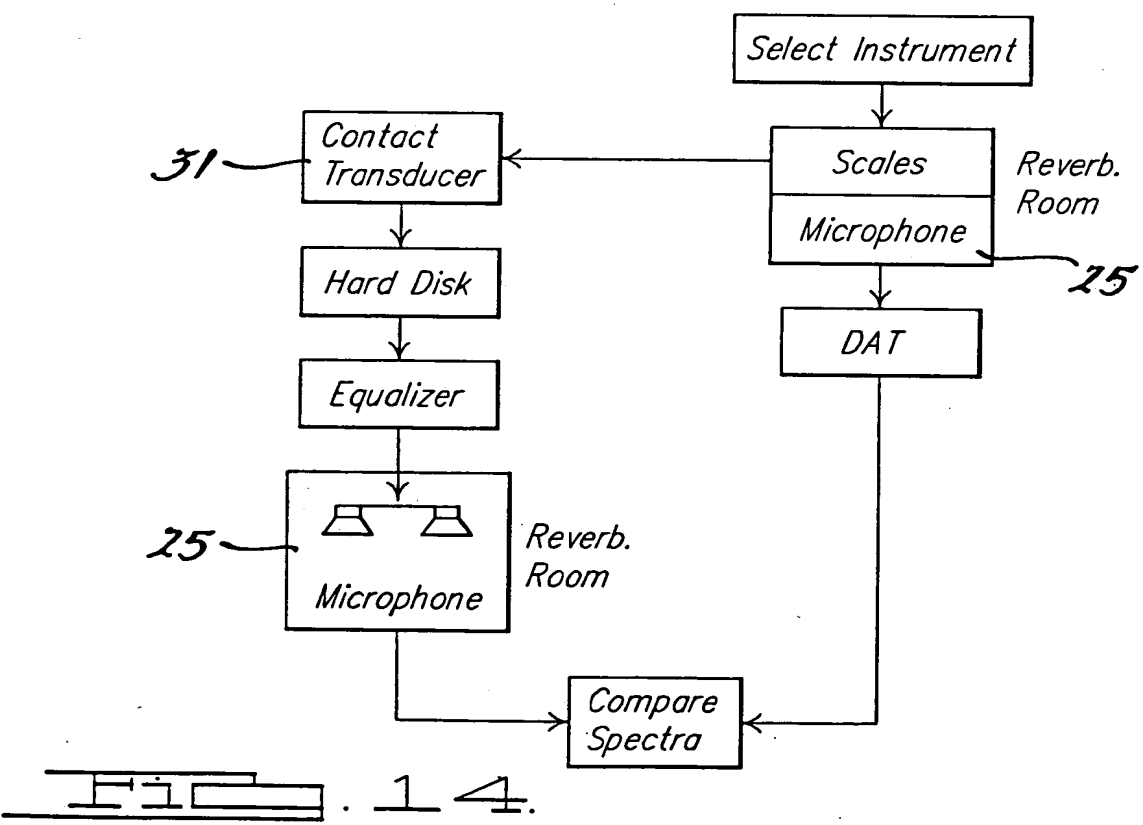 Select Instrument
Contact
Transducer
31
Scales
Microphone
Reverb.
Room
25
Hard Disk
DAT
Equalizer
25
Microphone
Reverb.
Room
Compare
Spectra
FIG. 14.